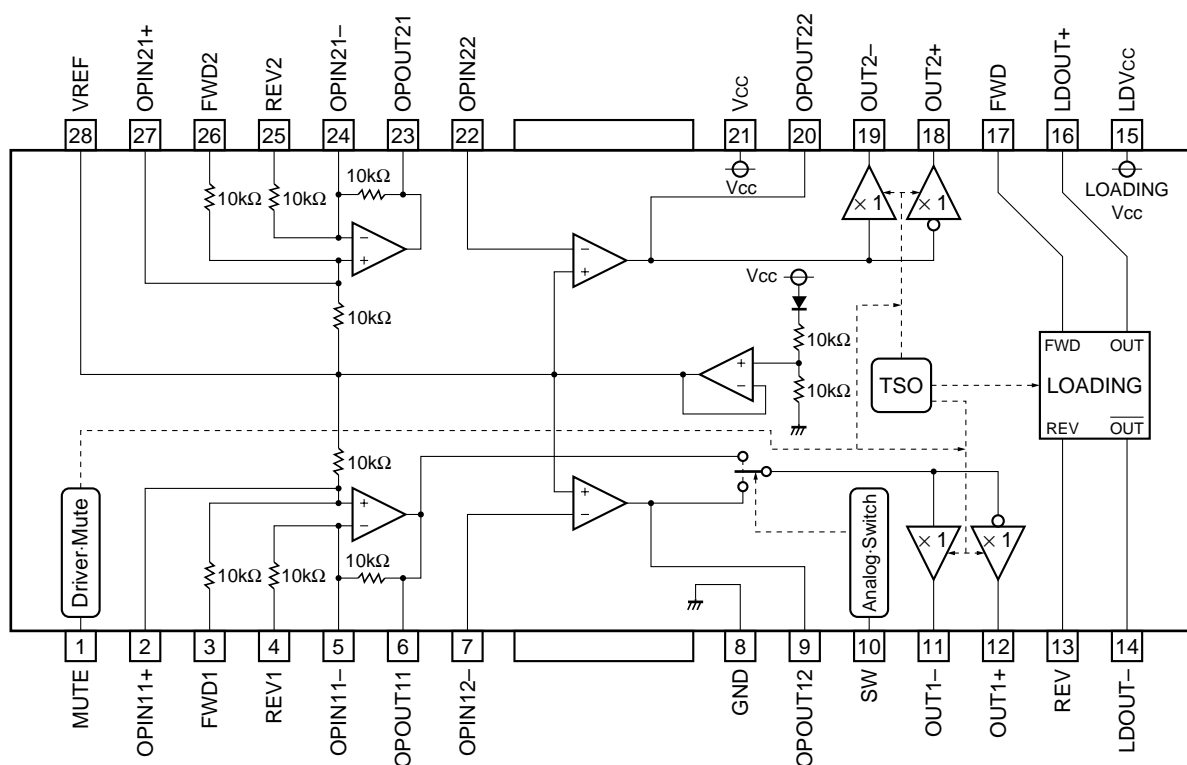 VREF
OPIN21+
FWD2
REV2
OPIN21–
OPOUT21
OPIN22
Vcc
OPOUT22
OUT2–
OUT2+
FWD
LDOUT+
LDVcc
28
27
26
25
24
23
22
21
20
19
18
17
16
15
10kΩ
10kΩ
10kΩ
Vcc
LOADING
Vcc
× 1
× 1
–
+
–
+
10kΩ
Vcc
10kΩ
10kΩ
+
–
TSO
FWD
OUT
LOADING
REV
OUT
10kΩ
+
–
+
–
Driver·Mute
10kΩ
10kΩ
10kΩ
Analog·Switch
× 1
× 1
1
2
3
4
5
6
7
8
9
10
11
12
13
14
MUTE
OPIN11+
FWD1
REV1
OPIN11–
OPOUT11
OPIN12–
GND
OPOUT12
SW
OUT1–
OUT1+
REV
LDOUT–